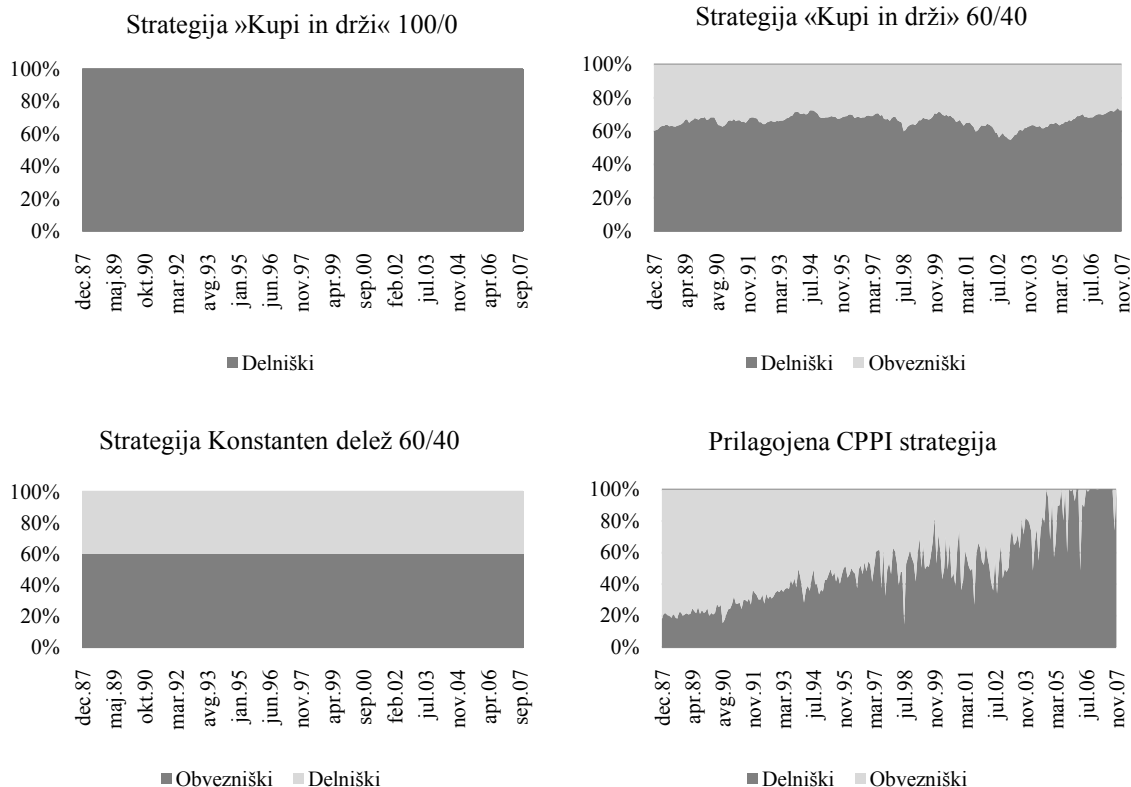 Strategija »Kupi in drži« 100/0
100%
80%
60%
40%
20%
0%
dec.87
maj.89
okt.90
mar.92
avg.93
jan.95
jun.96
nov.97
apr.99
sep.00
feb.02
jul.03
nov.04
apr.06
sep.07
Delniški
Strategija «Kupi in drži» 60/40
100%
80%
60%
40%
20%
0%
dec.87
apr.89
avg.90
nov.91
mar.93
jul.94
nov.95
mar.97
jul.98
nov.99
mar.01
jul.02
nov.03
mar.05
jul.06
nov.07
Delniški Obvezniški
Strategija Konstanten delež 60/40
100%
80%
60%
40%
20%
0%
dec.87
maj.89
okt.90
mar.92
avg.93
jan.95
jun.96
nov.97
apr.99
sep.00
feb.02
jul.03
nov.04
apr.06
sep.07
Obvezniški Delniški
Prilagojena CPPI strategija
100%
80%
60%
40%
20%
0%
dec.87
apr.89
avg.90
nov.91
mar.93
jul.94
nov.95
mar.97
jul.98
nov.99
mar.01
jul.02
nov.03
mar.05
jul.06
nov.07
Delniški Obvezniški